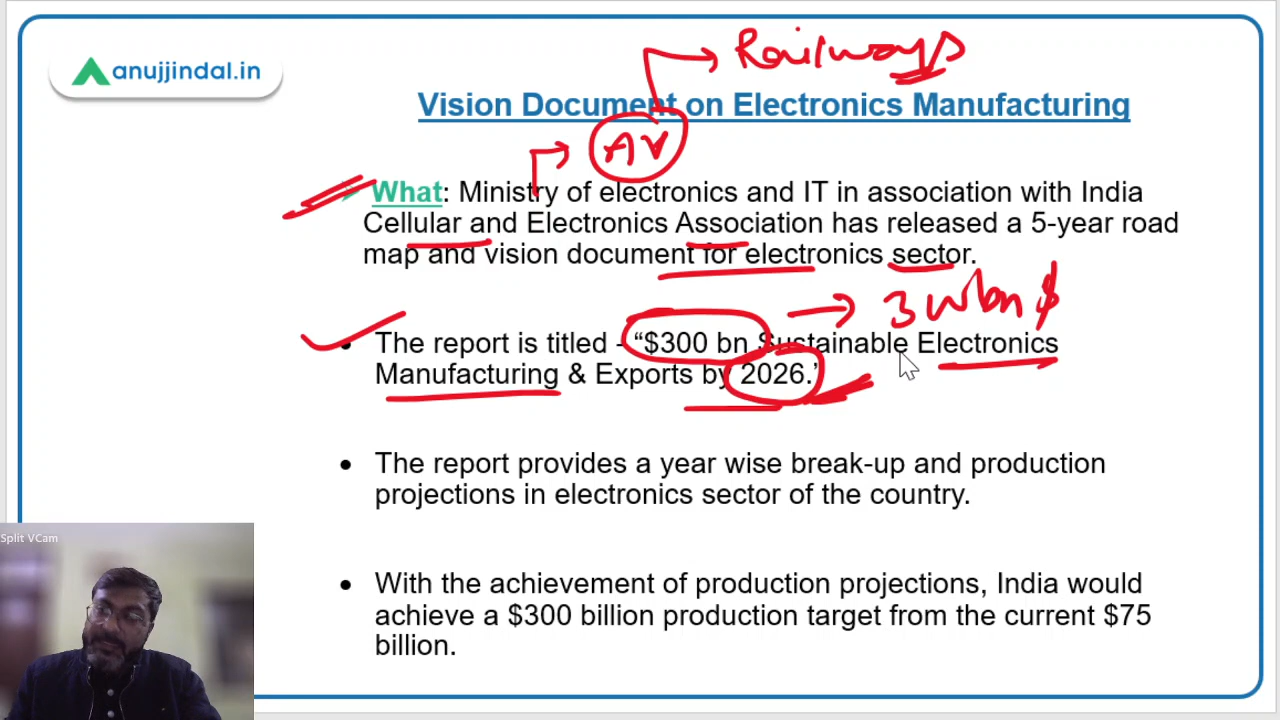 anujjindal.in
Railways
Vision Document on Electronics Manufacturing
AV
What: Ministry of electronics and IT in association with India
Cellular and Electronics Association has released a 5-year road
map and vision document for electronics sector.
bn $
• The report is titled - “$300 bn Sustainable Electronics
Manufacturing & Exports by 2026.”
• The report provides a year wise break-up and production
projections in electronics sector of the country.
Split VCam
• With the achievement of production projections, India would
achieve a $300 billion production target from the current $75
billion.